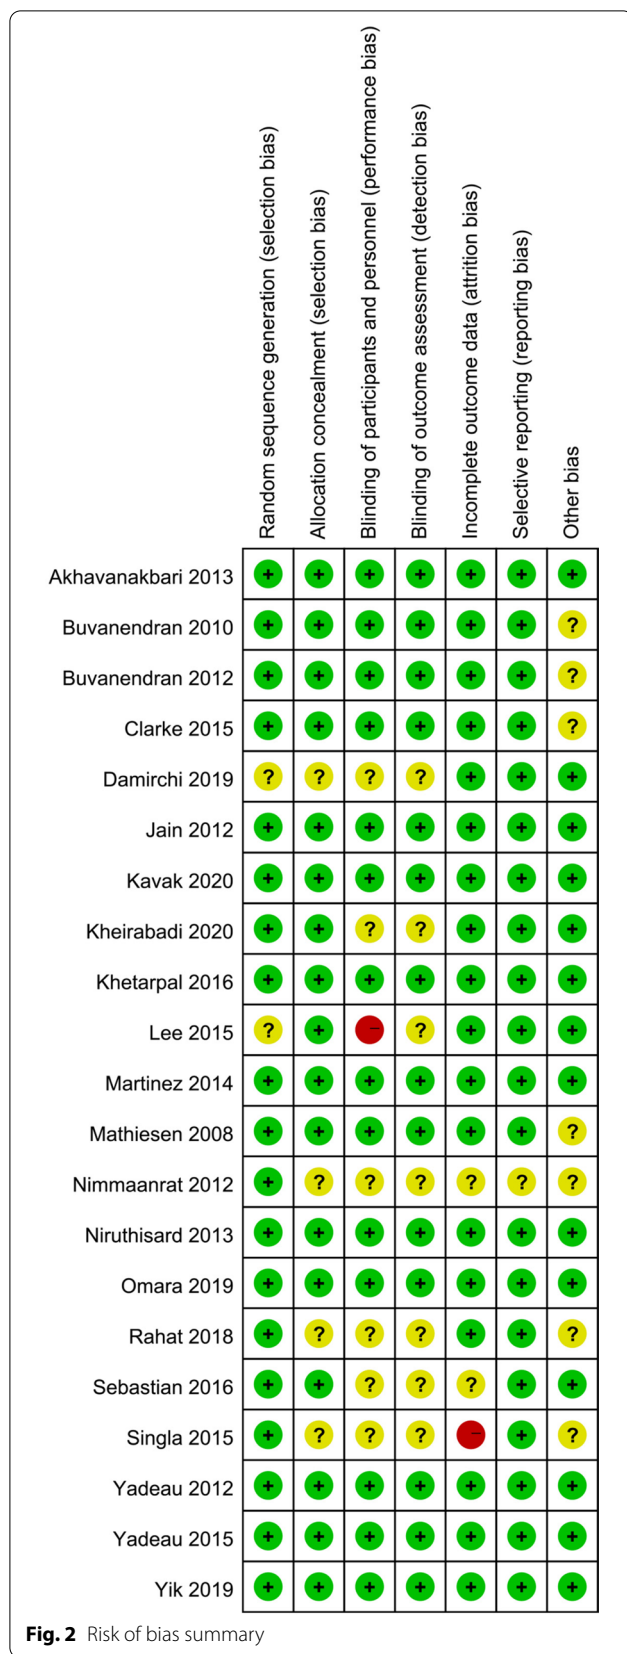 Random sequence generation (selection bias)
Allocation concealment (selection bias)
Blinding of participants and personnel (performance bias)
Blinding of outcome assessment (detection bias)
Incomplete outcome data (attrition bias)
Selective reporting (reporting bias)
Other bias
Akhavanakbari 2013 + + + + + + +
Buvanendran 2010 + + + + + + ?
Buvanendran 2012 + + + + + + ?
Clarke 2015 + + + + + + ?
Damirchi 2019 ? ? ? ? + + +
Jain 2012 + + + + + + +
Kavak 2020 + + + + + + +
Kheirabadi 2020 + + ? ? + + +
Khetarpal 2016 + + + + + + +
Lee 2015 ? + − ? + + +
Martinez 2014 + + + + + + +
Mathiesen 2008 + + + + + + ?
Nimmaanrat 2012 + ? ? ? ? ? ?
Niruthisard 2013 + + + + + + +
Omara 2019 + + + + + + +
Rahat 2018 + ? ? ? + + ?
Sebastian 2016 + + ? ? ? + +
Singla 2015 + ? ? ? − + ?
Yadeau 2012 + + + + + + +
Yadeau 2015 + + + + + + +
Yik 2019 + + + + + + +
Fig. 2 Risk of bias summary